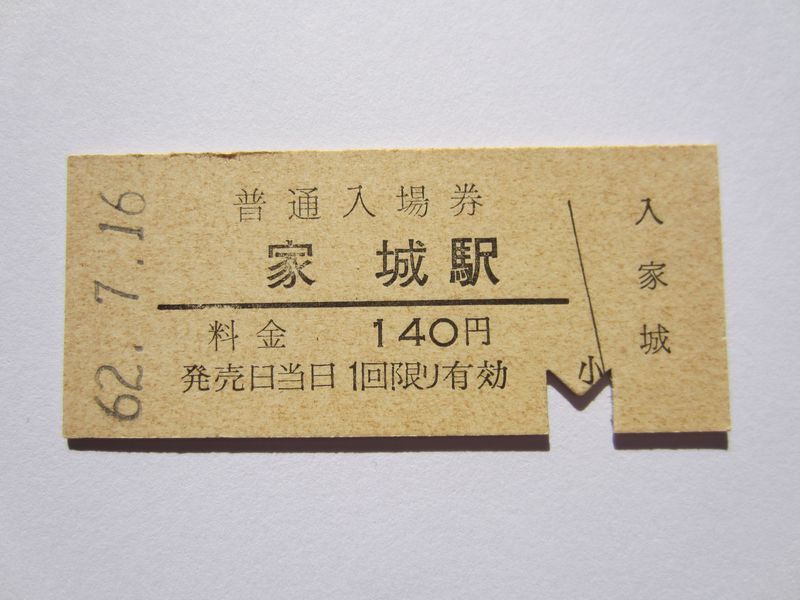 62.7.16
普通入場券
家城駅
料金 140円
発売日当日1回限り有効
小
入
家
城